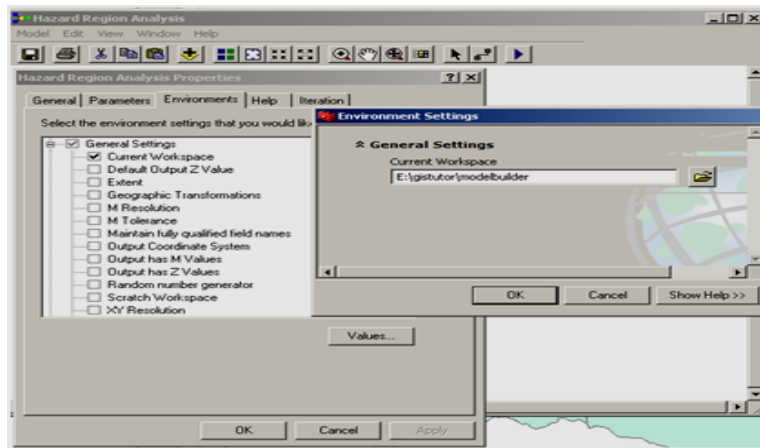 Hazard Region Analysis
Model Edit View Window Help
Hazard Region Analysis Properties
General Parameters Environments Help Iteration
Select the environment settings that you would lik
General Settings
Current Workspace
Default Output Z Value
Extent
Geographic Transformations
M Resolution
M Tolerance
Maintain fully qualified field names
Output Coordinate System
Output has M Values
Output has Z Values
Random number generator
Scratch Workspace
XY Resolution
Values...
OK Cancel Apply
Environment Settings
General Settings
Current Workspace
E:\gistutor\modelbuilder
OK Cancel Show Help >>